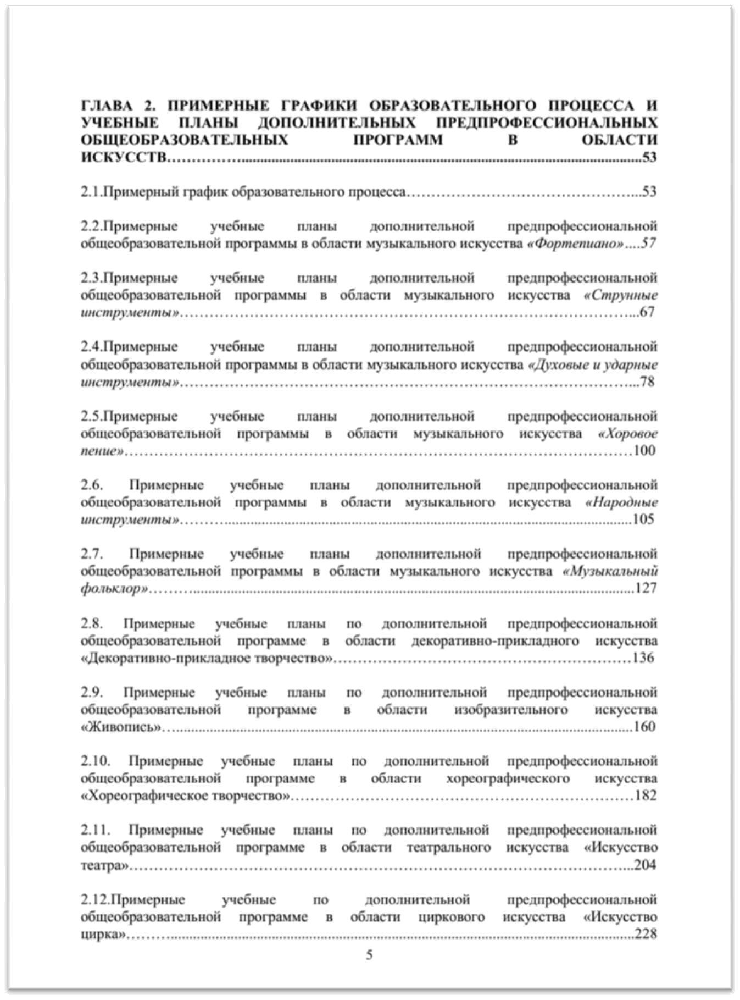 ГЛАВА 2. ПРИМЕРНЫЕ ГРАФИКИ ОБРАЗОВАТЕЛЬНОГО ПРОЦЕССА И
УЧЕБНЫЕ ПЛАНЫ ДОПОЛНИТЕЛЬНЫХ ПРЕДПРОФЕССИОНАЛЬНЫХ
ОБЩЕОБРАЗОВАТЕЛЬНЫХ ПРОГРАММ В ОБЛАСТИ
ИСКУССТВ……………..............................................................................................................53
2.1.Примерный график образовательного процесса…………………………………………...53
2.2.Примерные учебные планы дополнительной предпрофессиональной
общеобразовательной программы в области музыкального искусства «Фортепиано»….57
2.3.Примерные учебные планы дополнительной предпрофессиональной
общеобразовательной программы в области музыкального искусства «Струнные
инструменты»…………………………………………………………………………………...67
2.4.Примерные учебные планы дополнительной предпрофессиональной
общеобразовательной программы в области музыкального искусства «Духовые и ударные
инструменты»…………………………………………………………………………………...78
2.5.Примерные учебные планы дополнительной предпрофессиональной
общеобразовательной программы в области музыкального искусства «Хоровое
пение»………………………………………………………………………………………………100
2.6. Примерные учебные планы дополнительной предпрофессиональной
общеобразовательной программы в области музыкального искусства «Народные
инструменты»………................................................................................................................105
2.7. Примерные учебные планы дополнительной предпрофессиональной
общеобразовательной программы в области музыкального искусства «Музыкальный
фольклор»………..........................................................................................................................127
2.8. Примерные учебные планы по дополнительной предпрофессиональной
общеобразовательной программе в области декоративно-прикладного искусства
«Декоративно-прикладное творчество»………………………………………………………136
2.9. Примерные учебные планы по дополнительной предпрофессиональной
общеобразовательной программе в области изобразительного искусства
«Живопись»…...............................................................................................................................160
2.10. Примерные учебные планы по дополнительной предпрофессиональной
общеобразовательной программе в области хореографического искусства
«Хореографическое творчество»………………………………………………………………182
2.11. Примерные учебные планы по дополнительной предпрофессиональной
общеобразовательной программе в области театрального искусства «Искусство
театра»……………………………………………………………………………………………...204
2.12.Примерные учебные по дополнительной предпрофессиональной
общеобразовательной программе в области циркового искусства «Искусство
цирка»………................................................................................................................................228
5